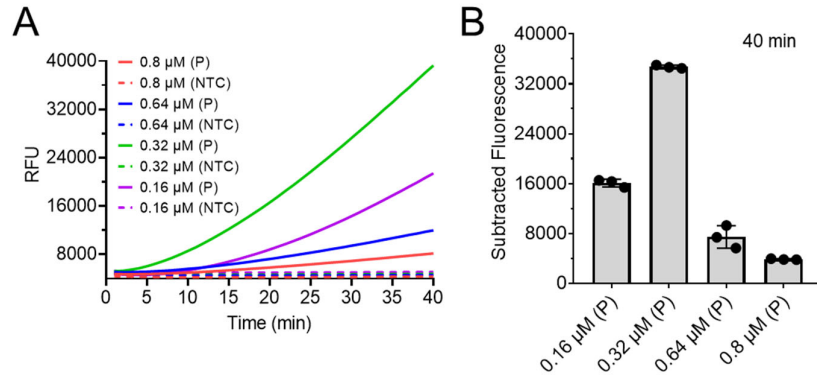 A
40000
32000
24000
16000
8000
RFU
0.8 µM (P)
0.8 µM (NTC)
0.64 µM (P)
0.64 µM (NTC)
0.32 µM (P)
0.32 µM (NTC)
0.16 µM (P)
0.16 µM (NTC)
0 5 10 15 20 25 30 35 40
Time (min)
B
40 min
40000
32000
24000
16000
8000
0
Subtracted Fluorescence
0.16 µM (P)
0.32 µM (P)
0.64 µM (P)
0.8 µM (P)